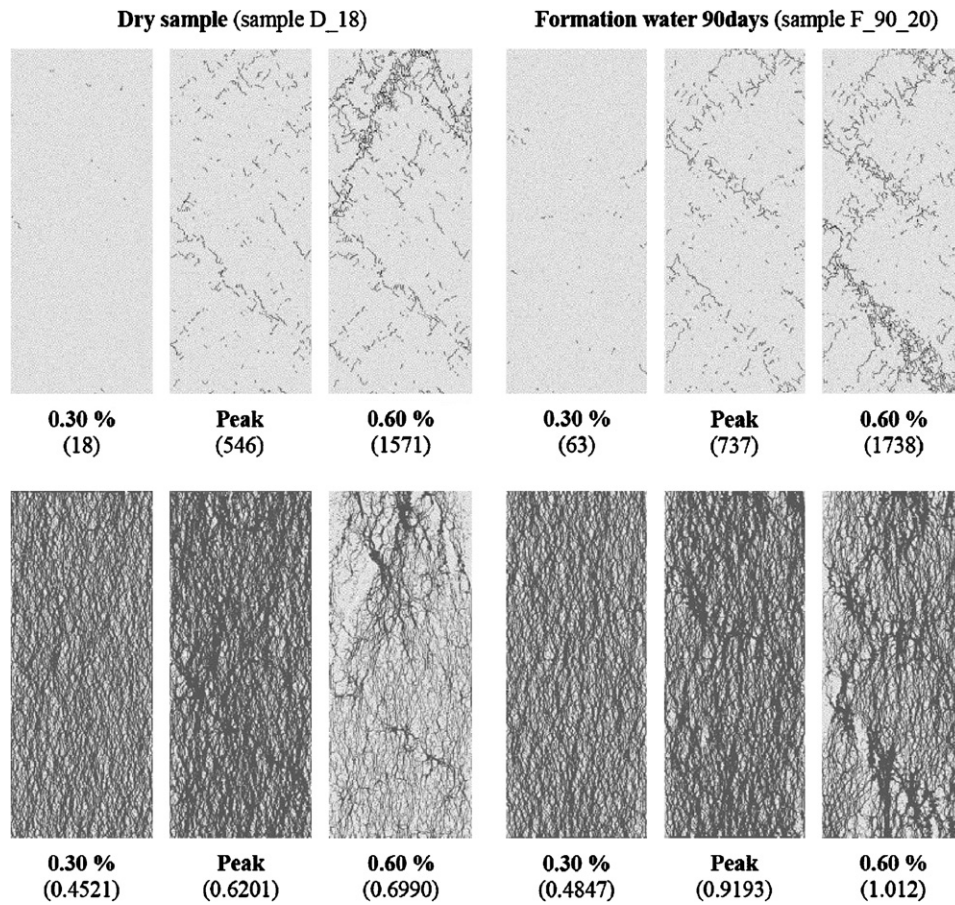 Dry sample (sample D_18) Formation water 90days (sample F_90_20)
0.30 % Peak 0.60 % 0.30 % Peak 0.60 %
(18) (546) (1571) (63) (737) (1738)
0.30 % Peak 0.60 % 0.30 % Peak 0.60 %
(0.4521) (0.6201) (0.6990) (0.4847) (0.9193) (1.012)